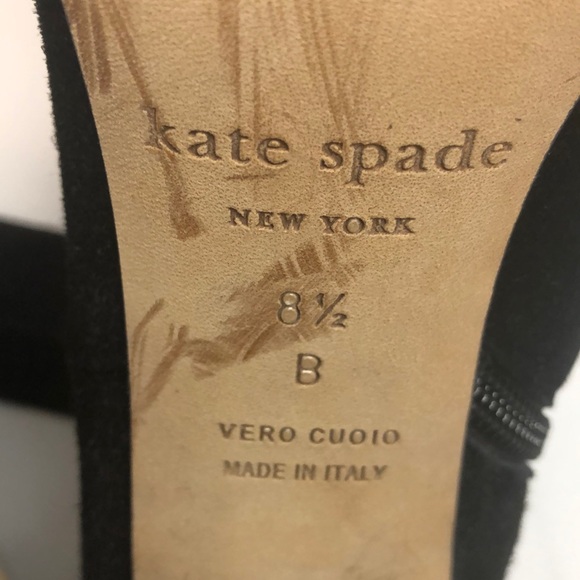 kate spade
NEW YORK
8½
B
VERO CUOIO
MADE IN ITALY